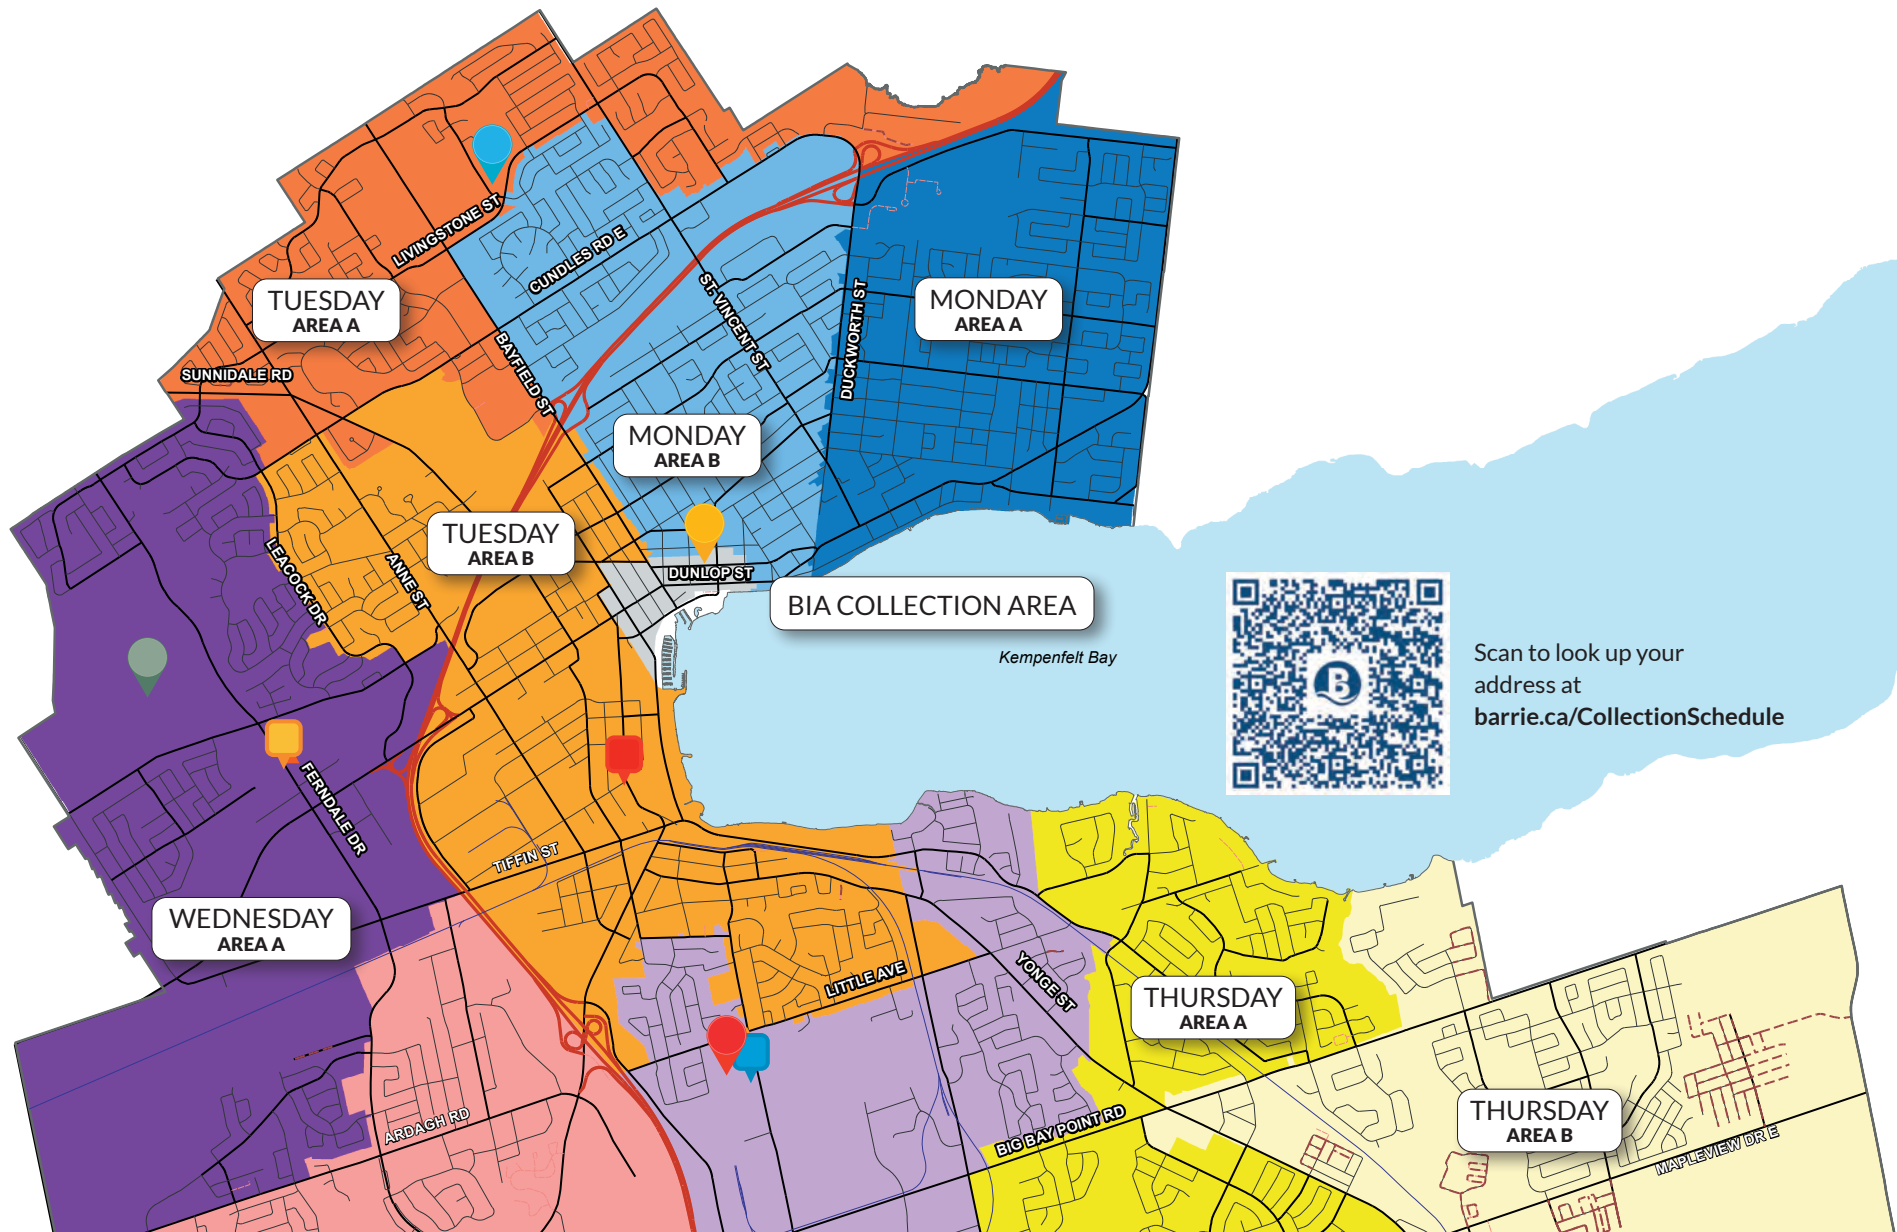 LIVINGSTONE ST
CUNDLES RD E
TUESDAY
AREA A
ST. VINCENT ST
DUCKWORTH ST
MONDAY
AREA A
BAYFIELD ST
SUNNIDALE RD
MONDAY
AREA B
TUESDAY
AREA B
LEACOCK DR
ANNE ST
DUNLOP ST
BIA COLLECTION AREA
Kempenfelt Bay
B
Scan to look up your
address at
barrie.ca/CollectionSchedule
FERNDALE DR
TIFFIN ST
WEDNESDAY
AREA A
LITTLE AVE
YONGE ST
THURSDAY
AREA A
ARDAGH RD
BIG BAY POINT RD
THURSDAY
AREA B
MAPLEVIEW DR E